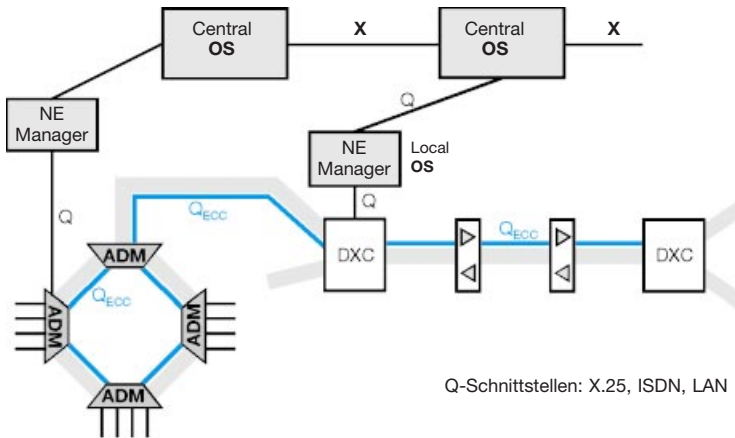 Central
OS
X
Central
OS
X
NE
Manager
Q
NE
Manager
Local
OS
Q
Q
QECC
ADM
DXC
QECC
DXC
QECC
ADM
ADM
ADM
Q-Schnittstellen: X.25, ISDN, LAN